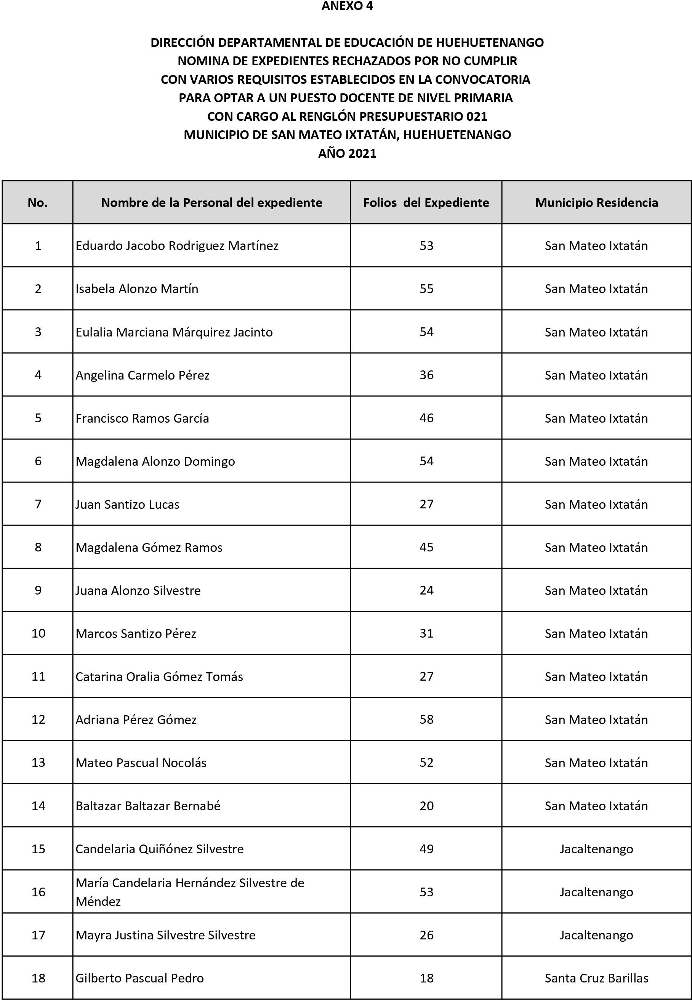 ANEXO 4
DIRECCIÓN DEPARTAMENTAL DE EDUCACIÓN DE HUEHUETENANGO
NOMINA DE EXPEDIENTES RECHAZADOS POR NO CUMPLIR
CON VARIOS REQUISITOS ESTABLECIDOS EN LA CONVOCATORIA
PARA OPTAR A UN PUESTO DOCENTE DE NIVEL PRIMARIA
CON CARGO AL RENGLÓN PRESUPUESTARIO 021
MUNICIPIO DE SAN MATEO IXTATÁN, HUEHUETENANGO
AÑO 2021
No. Nombre de la Personal del expediente Folios  del Expediente Municipio Residencia
1 Eduardo Jacobo Rodriguez Martínez 53 San Mateo Ixtatán
2 Isabela Alonzo Martín 55 San Mateo Ixtatán
3 Eulalia Marciana Márquirez Jacinto 54 San Mateo Ixtatán
4 Angelina Carmelo Pérez 36 San Mateo Ixtatán
5 Francisco Ramos García 46 San Mateo Ixtatán
6 Magdalena Alonzo Domingo 54 San Mateo Ixtatán
7 Juan Santizo Lucas 27 San Mateo Ixtatán
8 Magdalena Gómez Ramos 45 San Mateo Ixtatán
9 Juana Alonzo Silvestre 24 San Mateo Ixtatán
10 Marcos Santizo Pérez 31 San Mateo Ixtatán
11 Catarina Oralia Gómez Tomás 27 San Mateo Ixtatán
12 Adriana Pérez Gómez 58 San Mateo Ixtatán
13 Mateo Pascual Nocolás 52 San Mateo Ixtatán
14 Baltazar Baltazar Bernabé 20 San Mateo Ixtatán
15 Candelaria Quiñónez Silvestre 49 Jacaltenango
16 María Candelaria Hernández Silvestre de
Méndez 53 Jacaltenango
17 Mayra Justina Silvestre Silvestre 26 Jacaltenango
18 Gilberto Pascual Pedro 18 Santa Cruz Barillas